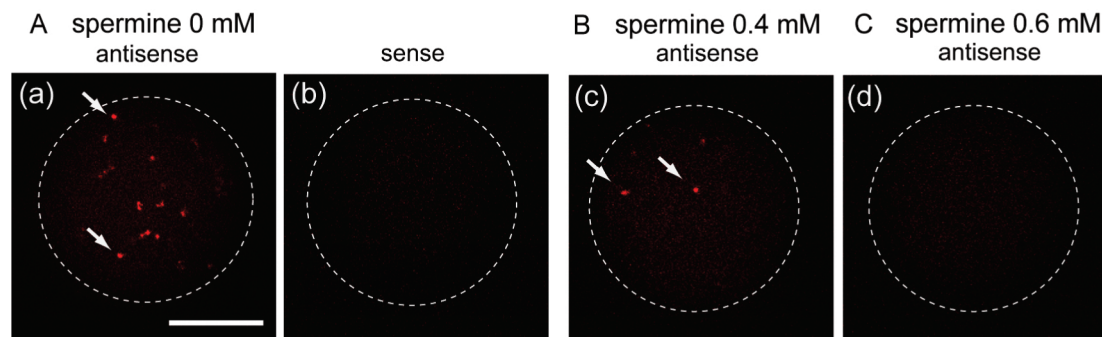 A spermine 0 mM
antisense
sense
B spermine 0.4 mM
antisense
C spermine 0.6 mM
antisense
(a)
(b)
(c)
(d)